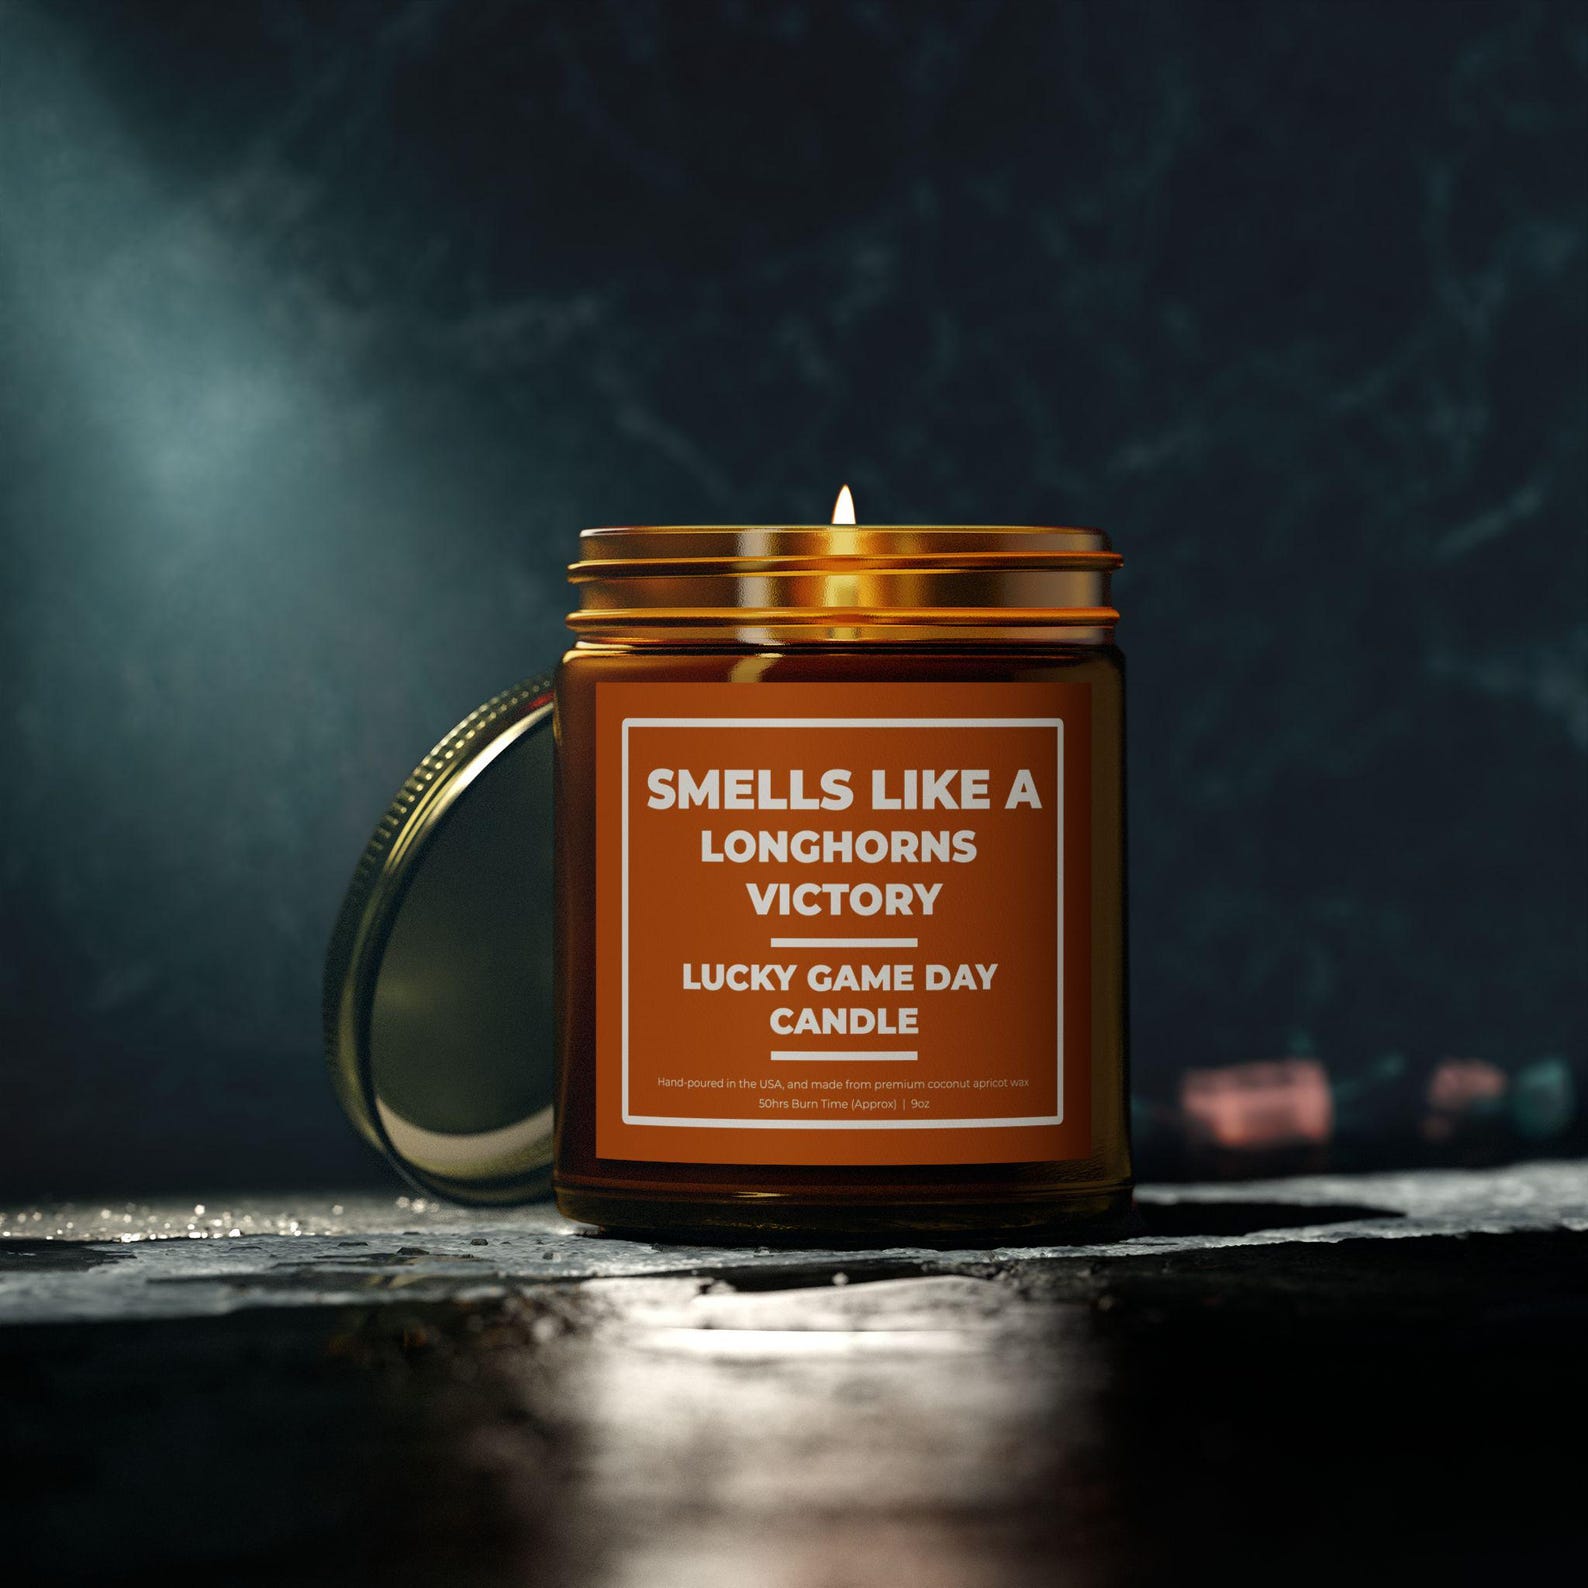 SMELLS LIKE A
LONGHORNS
VICTORY
LUCKY GAME DAY
CANDLE
Hand-poured in the USA, and made from premium coconut apricot wax
50hrs Burn Time (Approx) | 9oz